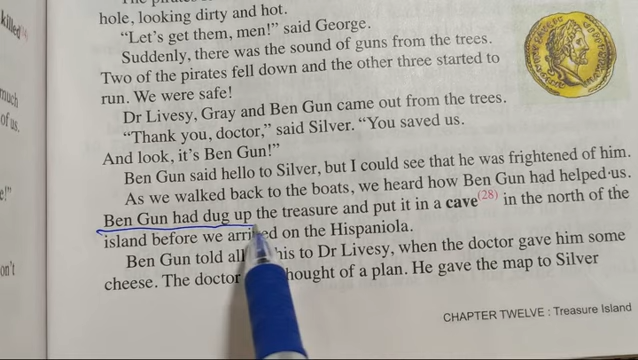 killed
hole, looking dirty and hot.
"Let's get them, men!" said George.
Suddenly, there was the sound of guns from the trees.
Two of the pirates fell down and the other three started to
much
run. We were safe!
of us.
Dr Livesy, Gray and Ben Gun came out from the trees.
"Thank you, doctor," said Silver. "You saved us.
And look, it's Ben Gun!"
Ben Gun said hello to Silver, but I could see that he was frightened of him.
e!"
As we walked back to the boats, we heard how Ben Gun had helped us.
Ben Gun had dug up the treasure and put it in a cave(28) in the north of the
island before we on the Hispaniola.
on't
Ben Gun told to Dr Livesy, when the doctor gave him some
cheese. The doctor of a plan. He gave the map to Silver
CHAPTER TWELVE : Treasure Island